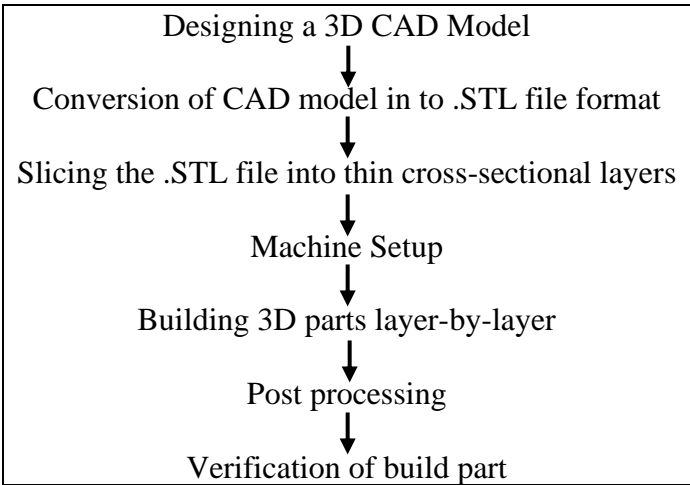 Designing a 3D CAD Model
Conversion of CAD model in to .STL file format
Slicing the .STL file into thin cross-sectional layers
Machine Setup
Building 3D parts layer-by-layer
Post processing
Verification of build part